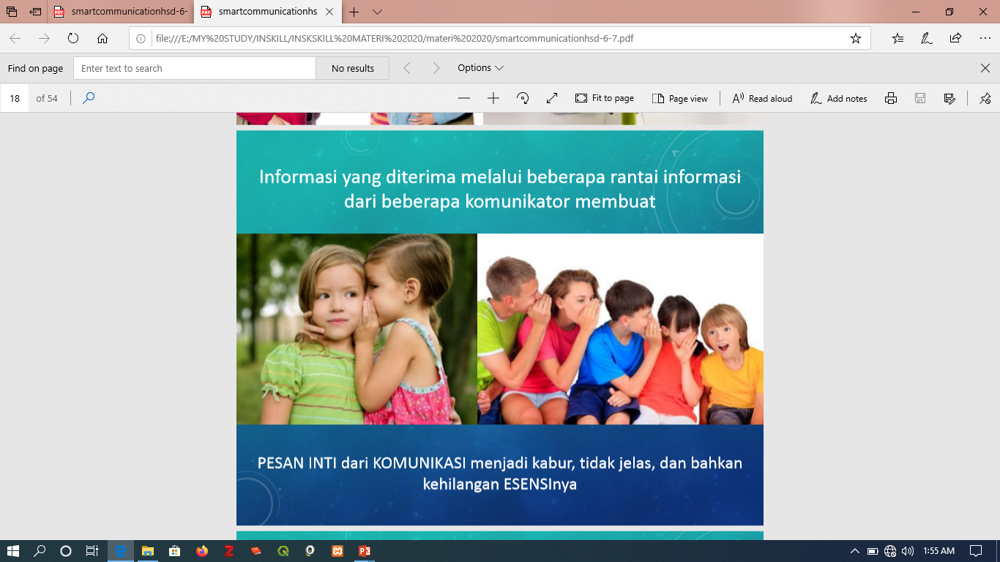 smartcommunicationhsd-6-
smartcommunicationhs
file:///E:/MY%20STUDY/INSKILL/INSKSKILL%20MATERI%202020/materi%202020/smartcommunicationhsd-6-7.pdf
Find on page
Enter text to search
No results
Options
18
of 54
Fit to page
Page view
Read aloud
Add notes
Informasi yang diterima melalui beberapa rantai informasi
dari beberapa komunikator membuat
PESAN INTI dari KOMUNIKASI menjadi kabur, tidak jelas, dan bahkan
kehilangan ESENSInya
1:55 AM